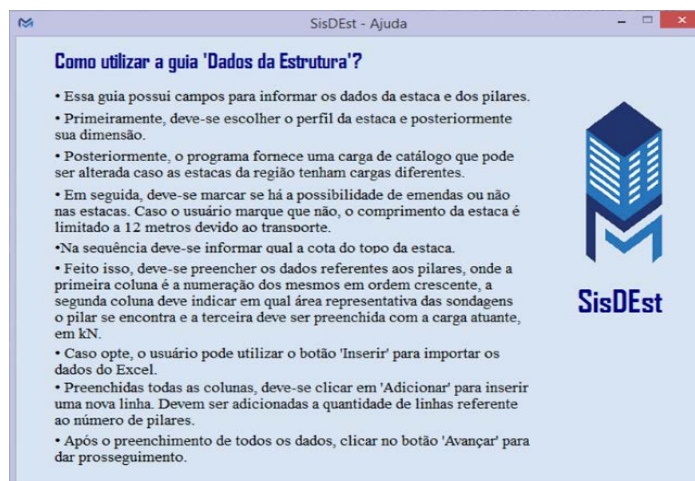 SisDEst - Ajuda
Como utilizar a guia 'Dados da Estrutura'?
• Essa guia possui campos para informar os dados da estaca e dos pilares.
• Primeiramente, deve-se escolher o perfil da estaca e posteriormente
sua dimensão.
• Posteriormente, o programa fornece uma carga de catálogo que pode
ser alterada caso as estacas da região tenham cargas diferentes.
• Em seguida, deve-se marcar se há a possibilidade de emendas ou não
nas estacas. Caso o usuário marque que não, o comprimento da estaca é
limitado a 12 metros devido ao transporte.
•Na sequência deve-se informar qual a cota do topo da estaca.
• Feito isso, deve-se preencher os dados referentes aos pilares, onde a
primeira coluna é a numeração dos mesmos em ordem crescente, a
segunda coluna deve indicar em qual área representativa das sondagens
o pilar se encontra e a terceira deve ser preenchida com a carga atuante,
em kN.
• Caso opte, o usuário pode utilizar o botão 'Inserir' para importar os
dados do Excel.
• Preenchidas todas as colunas, deve-se clicar em 'Adicionar' para inserir
uma nova linha. Devem ser adicionadas a quantidade de linhas referente
ao número de pilares.
• Após o preenchimento de todos os dados, clicar no botão 'Avançar' para
dar prosseguimento.
SisDEst